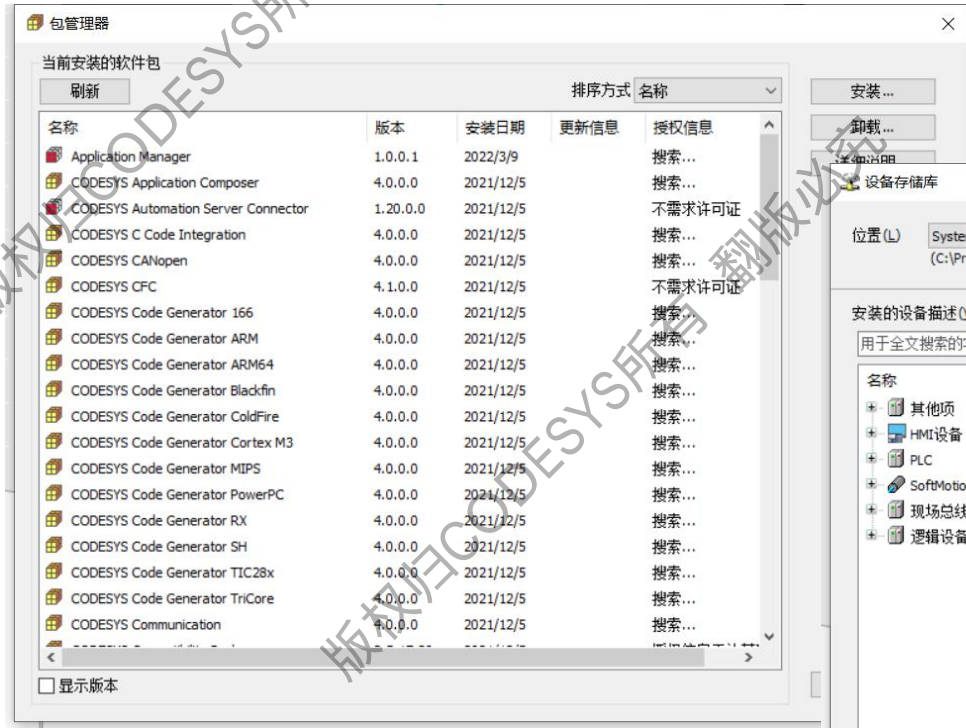 包管理器
当前安装的软件包
刷新 排序方式 名称
名称 版本 安装日期 更新信息 授权信息
Application Manager 1.0.0.1 2022/3/9 搜索...
CODESYS Application Composer 4.0.0.0 2021/12/5 搜索...
CODESYS Automation Server Connector 1.20.0.0 2021/12/5 不需求许可证
CODESYS C Code Integration 4.0.0.0 2021/12/5 搜索...
CODESYS CANopen 4.0.0.0 2021/12/5 搜索...
CODESYS CFC 4.1.0.0 2021/12/5 不需求许可证
CODESYS Code Generator 166 4.0.0.0 2021/12/5 搜索...
CODESYS Code Generator ARM 4.0.0.0 2021/12/5 搜索...
CODESYS Code Generator ARM64 4.0.0.0 2021/12/5 搜索...
CODESYS Code Generator Blackfin 4.0.0.0 2021/12/5 搜索...
CODESYS Code Generator ColdFire 4.0.0.0 2021/12/5 搜索...
CODESYS Code Generator Cortex M3 4.0.0.0 2021/12/5 搜索...
CODESYS Code Generator MIPS 4.0.0.0 2021/12/5 搜索...
CODESYS Code Generator PowerPC 4.0.0.0 2021/12/5 搜索...
CODESYS Code Generator RX 4.0.0.0 2021/12/5 搜索...
CODESYS Code Generator SH 4.0.0.0 2021/12/5 搜索...
CODESYS Code Generator TIC28x 4.0.0.0 2021/12/5 搜索...
CODESYS Code Generator TriCore 4.0.0.0 2021/12/5 搜索...
CODESYS Communication 4.0.0.0 2021/12/5 搜索...
显示版本
安装...
卸载...
详细说明
设备存储库
位置(L) System
(C:\Pr
安装的设备描述(
用于全文搜索的
名称
其他项
HMI设备
PLC
SoftMotio
现场总线
逻辑设备
版权归CODESYS所有 翻版必究
版权归CODESYS所